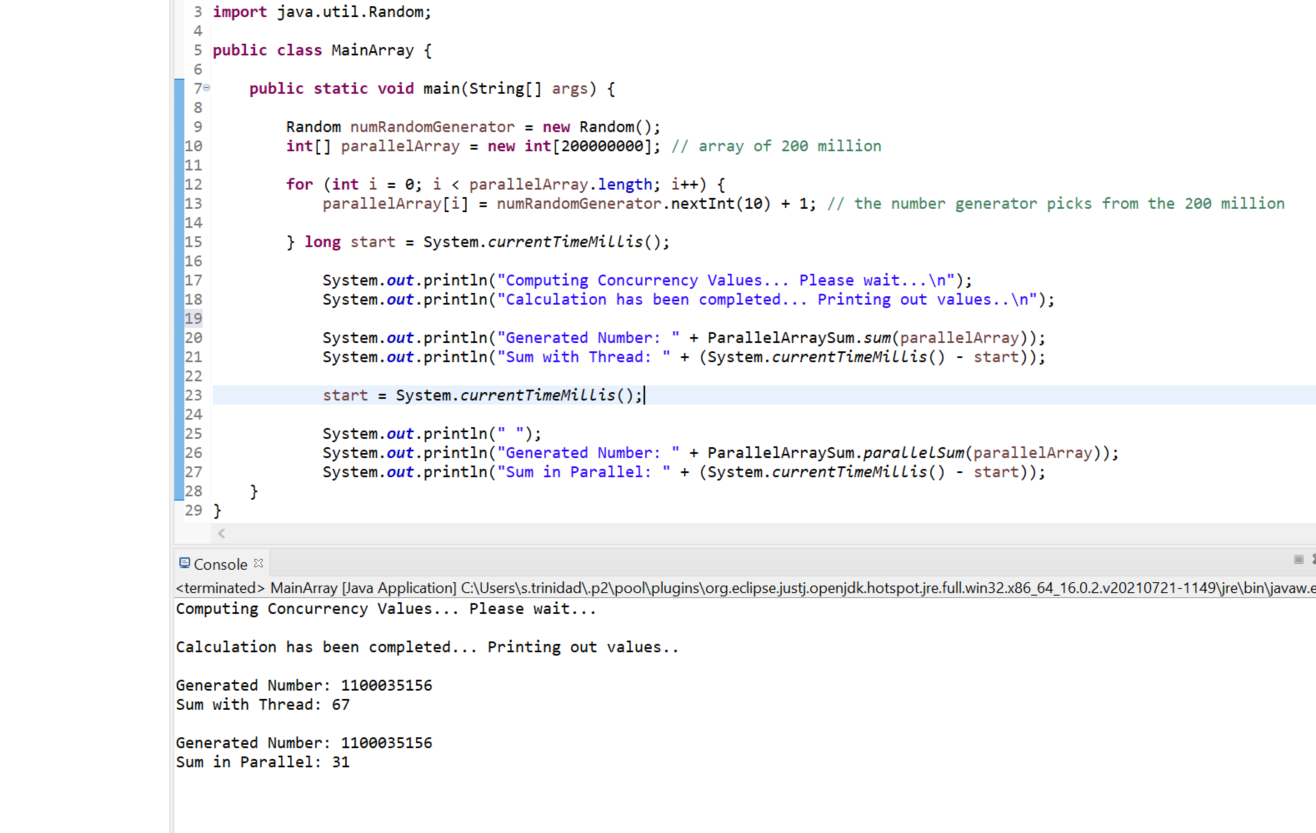 3 import java.util.Random;
4
5 public class MainArray {
6
7 public static void main(String[] args) {
8
9 Random numRandomGenerator = new Random();
10 int[] parallelArray = new int[200000000]; // array of 200 million
11
12 for (int i = 0; i < parallelArray.length; i++) {
13 parallelArray[i] = numRandomGenerator.nextInt(10) + 1; // the number generator picks from the 200 million
14
15 } long start = System.currentTimeMillis();
16
17 System.out.println("Computing Concurrency Values... Please wait...\n");
18 System.out.println("Calculation has been completed... Printing out values..\n");
19
20 System.out.println("Generated Number: " + ParallelArraySum.sum(parallelArray));
21 System.out.println("Sum with Thread: " + (System.currentTimeMillis() - start));
22
23 start = System.currentTimeMillis();
24
25 System.out.println(" ");
26 System.out.println("Generated Number: " + ParallelArraySum.parallelSum(parallelArray));
27 System.out.println("Sum in Parallel: " + (System.currentTimeMillis() - start));
28 }
29 }
Console
<terminated> MainArray [Java Application] C:\Users\s.trinidad\.p2\pool\plugins\org.eclipse.justj.openjdk.hotspot.jre.full.win32.x86_64_16.0.2.v20210721-1149\jre\bin\javaw.e
Computing Concurrency Values... Please wait...
Calculation has been completed... Printing out values..
Generated Number: 1100035156
Sum with Thread: 67
Generated Number: 1100035156
Sum in Parallel: 31